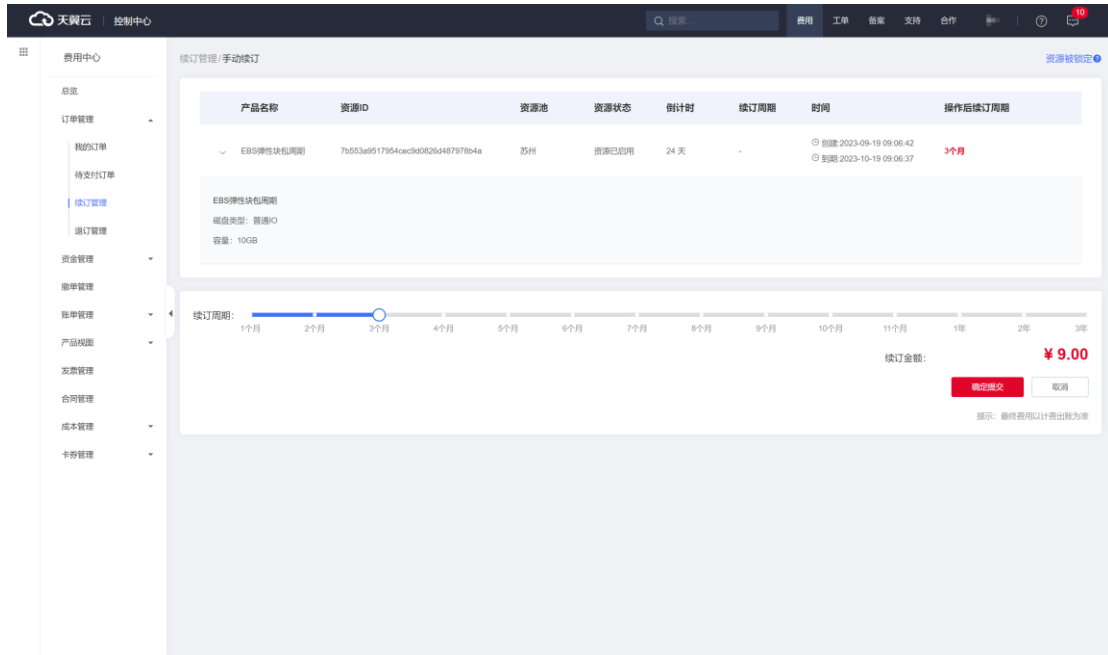 天翼云 控制中心 搜索... 费用 工单 备案 支持 合作 10
费用中心
续订管理/手动续订 资源被锁定
总览
订单管理
我的订单
待支付订单
续订管理
退订管理
资金管理
账单管理
产品视图
发票管理
合同管理
成本管理
卡券管理
产品名称 资源ID 资源池 资源状态 倒计时 续订周期 时间 操作后续订周期
EBS弹性块包周期 7b553a9517954cec9d0826d487978b4a 苏州 资源已启用 24 天 - 创建:2023-09-19 09:06:42 3个月
到期:2023-10-19 09:06:37
EBS弹性块包周期
磁盘类型：普通IO
容量：10GB
续订周期：
1个月 2个月 3个月 4个月 5个月 6个月 7个月 8个月 9个月 10个月 11个月 1年 2年 3年
续订金额： ¥ 9.00
确定提交 取消
提示：最终费用以计费出账为准